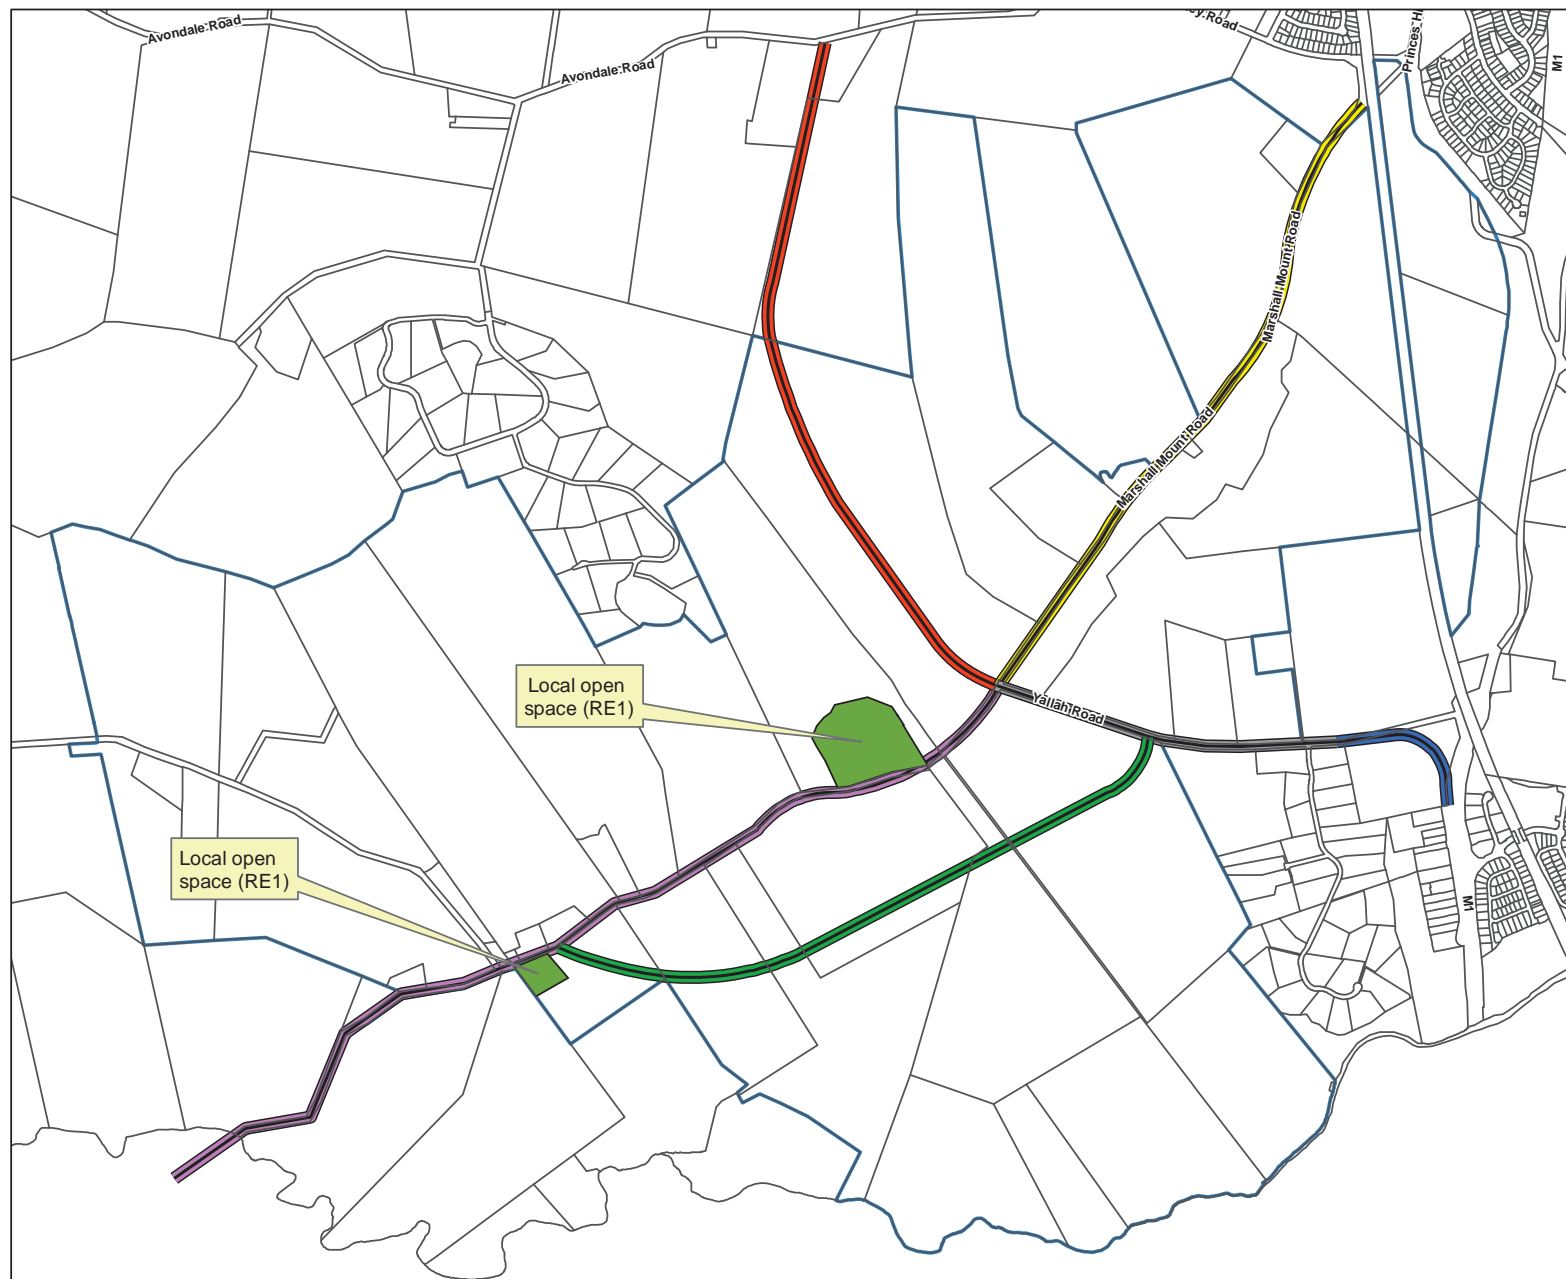 Avondale Road
Avondale Road
ey Road
Princes H
M1
Marshall Mount Road
Marshall Mount Road
Local open
space (RE1)
Yallah Road
Local open
space (RE1)
M1